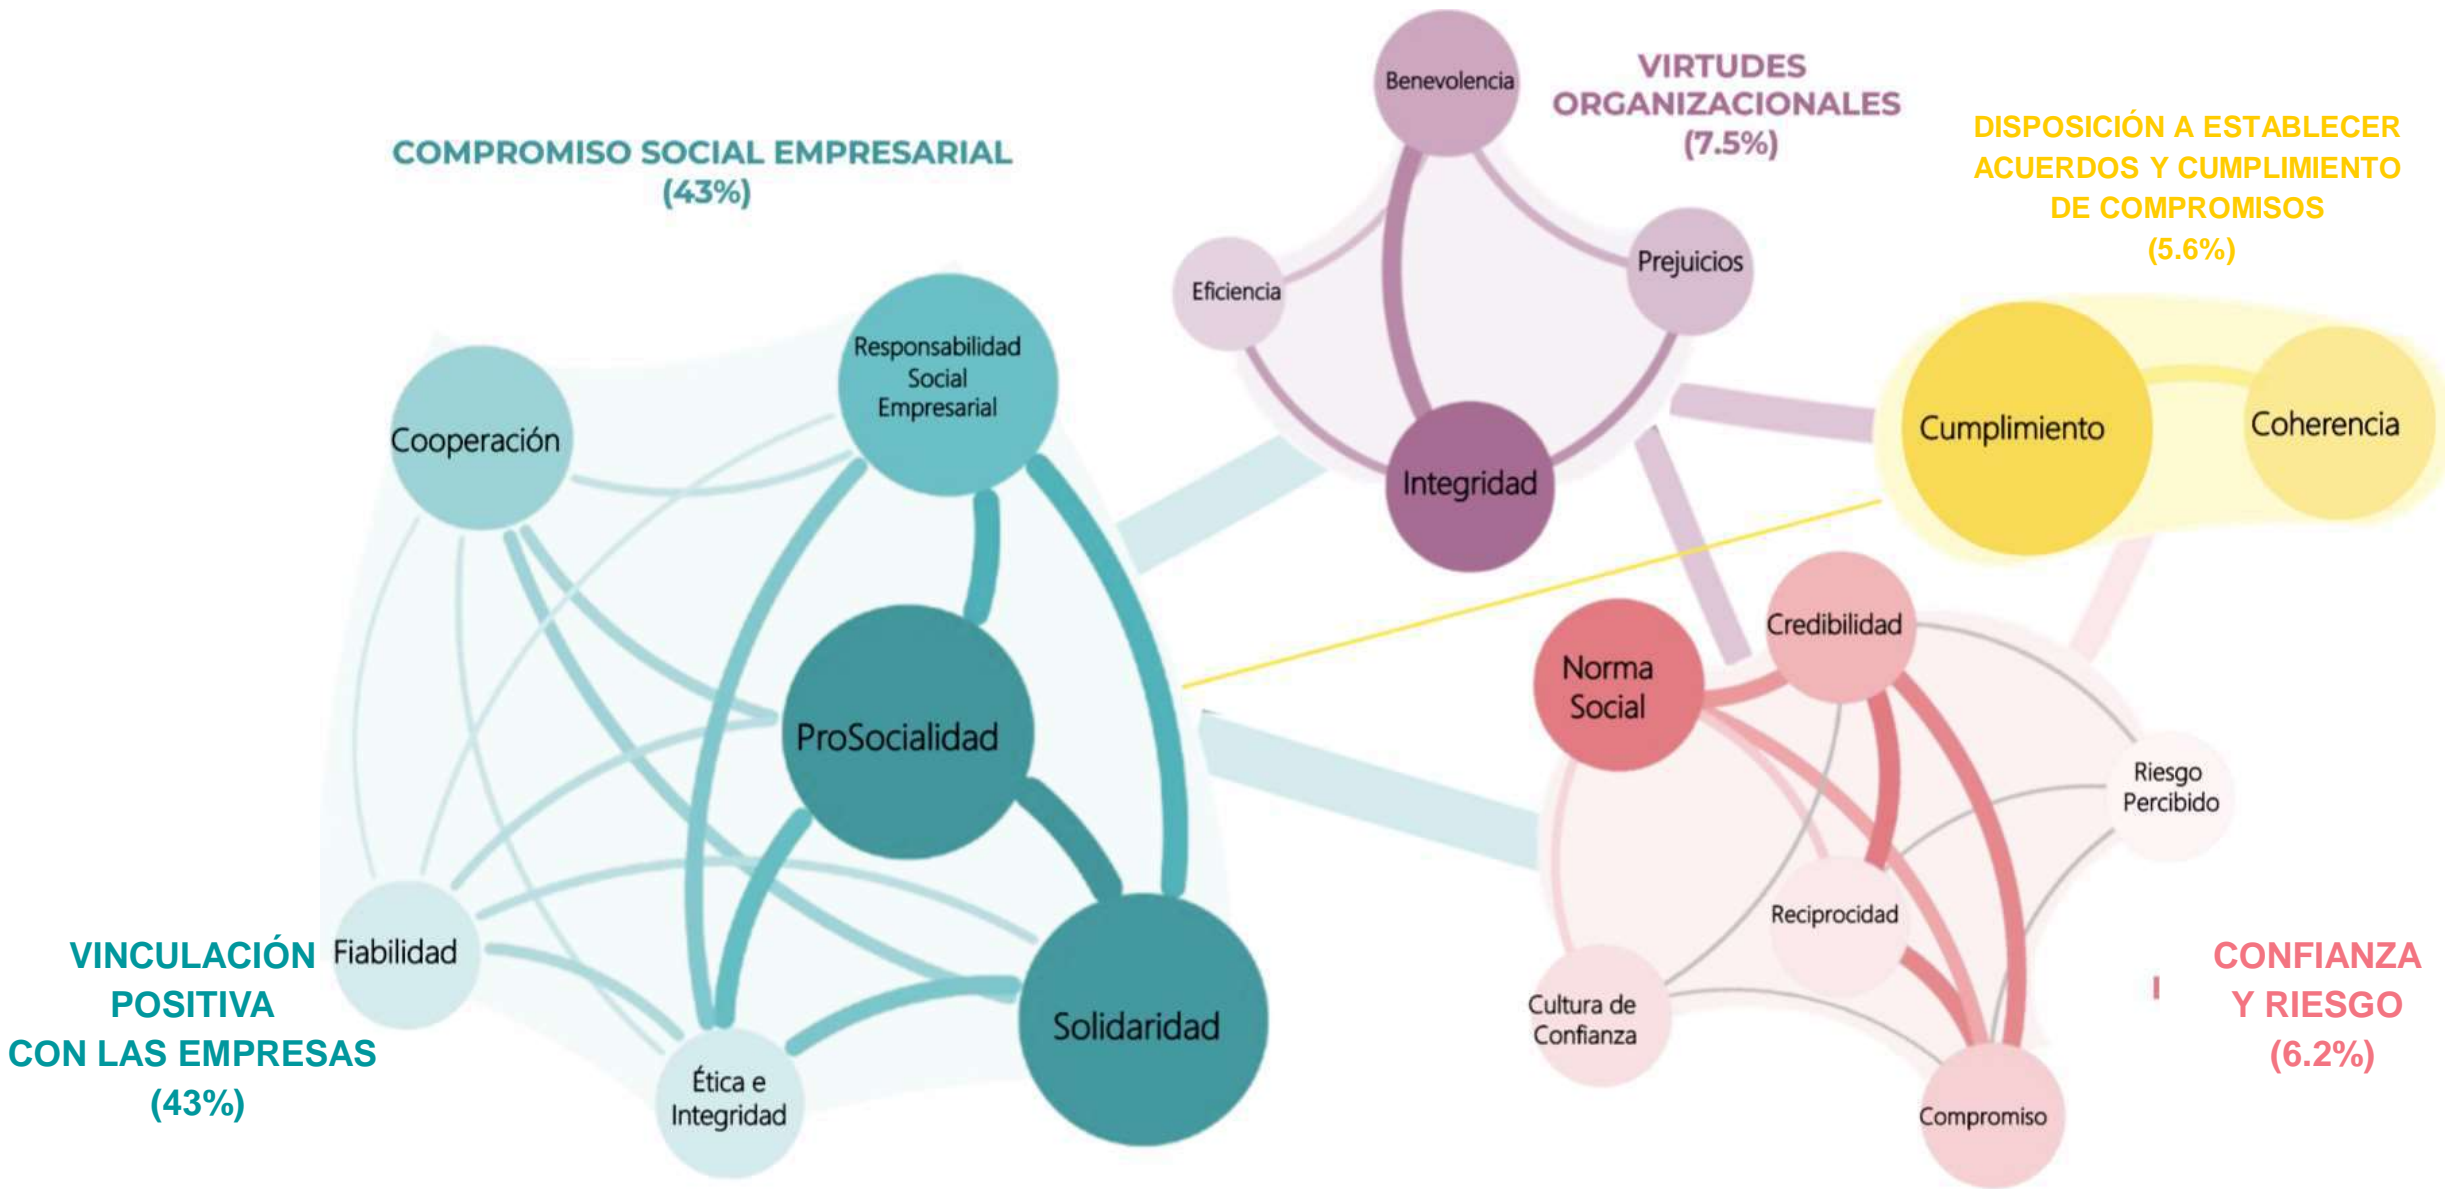 COMPROMISO SOCIAL EMPRESARIAL
(43%)
Cooperación
Responsabilidad
Social
Empresarial
ProSocialidad
Fiabilidad
Ética e
Integridad
Solidaridad
VINCULACIÓN
POSITIVA
CON LAS EMPRESAS
(43%)
VIRTUDES
ORGANIZACIONALES
(7.5%)
Benevolencia
Eficiencia
Prejuicios
Integridad
DISPOSICIÓN A ESTABLECER
ACUERDOS Y CUMPLIMIENTO
DE COMPROMISOS
(5.6%)
Cumplimiento
Coherencia
Norma
Social
Credibilidad
Riesgo
Percibido
Reciprocidad
Cultura de
Confianza
Compromiso
CONFIANZA
Y RIESGO
(6.2%)